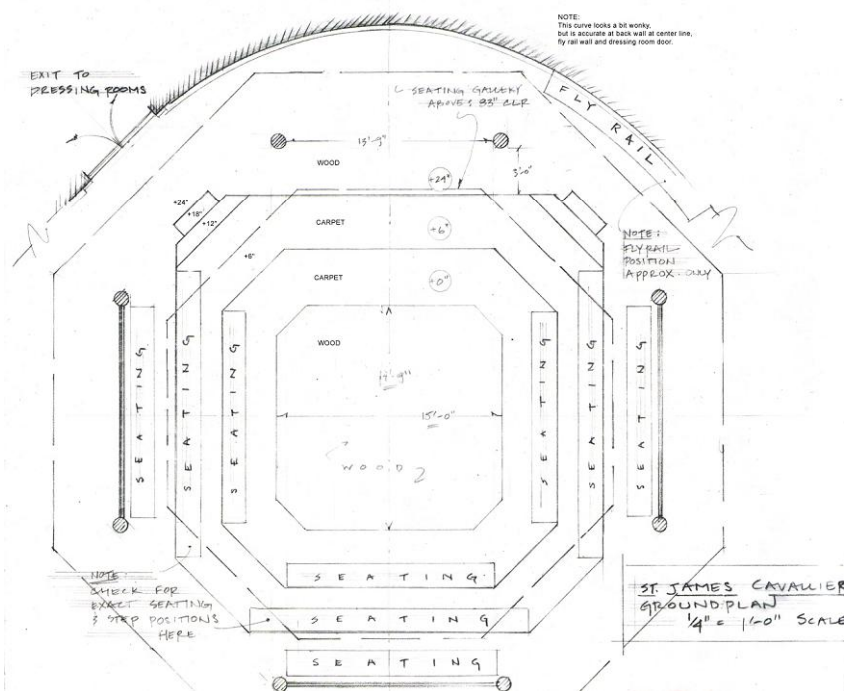 NOTE:
This curve looks a bit wonky,
but is accurate at back wall at center line,
fly rail wall and dressing room door.
EXIT TO
DRESSING ROOMS
SEATING GALLERY
ABOVE: 93" CLR
FLY RAIL
WOOD
3'-0"
+24"
+24"
+18"
+12"
+6"
CARPET
+6"
CARPET
+0"
NOTE:
FLY RAIL
POSITION
APPROX. ONLY
WOOD
14'-9"
15'-0"
WOOD
SEATING
SEATING
SEATING
SEATING
SEATING
SEATING
SEATING
SEATING
SEATING
NOTE:
CHECK FOR
EXACT SEATING
& STEP POSITIONS
HERE
ST. JAMES CAVALIER
GROUNDPLAN
1/4" = 1'-0" SCALE